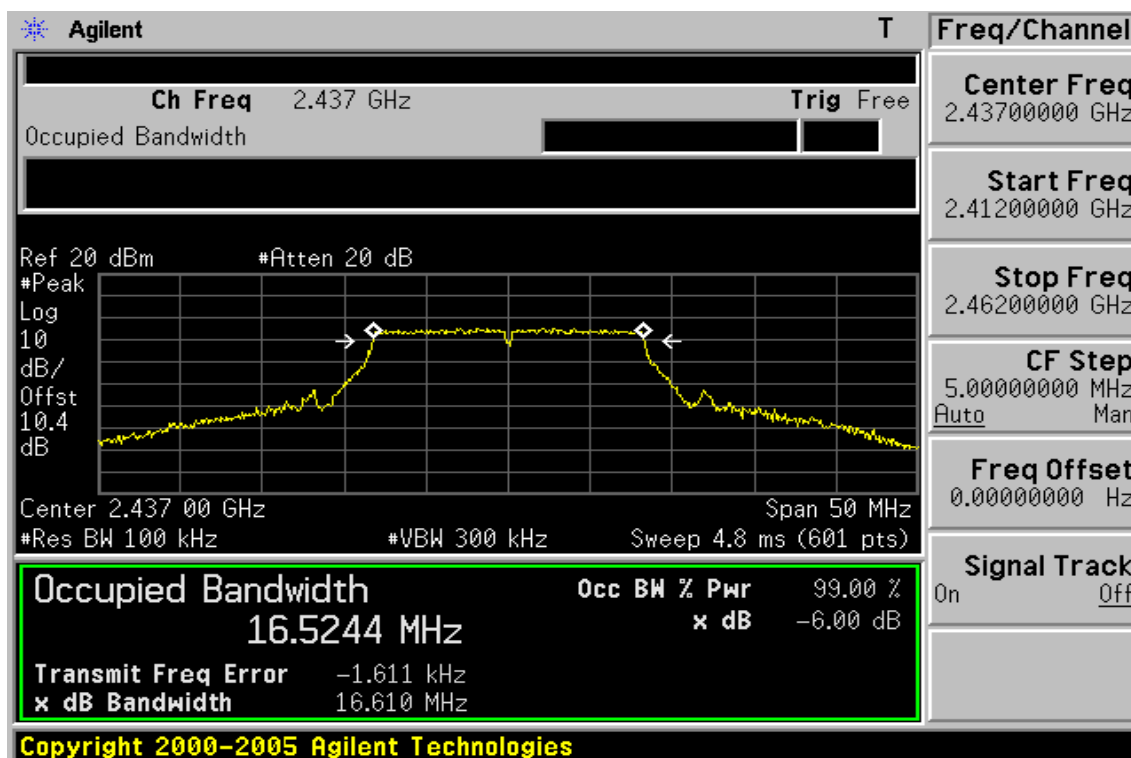 Agilent T
Ch Freq 2.437 GHz Trig Free
Occupied Bandwidth
Ref 20 dBm #Atten 20 dB
#Peak
Log
10
dB/
Offst
10.4
dB
Center 2.437 00 GHz Span 50 MHz
#Res BW 100 kHz #VBW 300 kHz Sweep 4.8 ms (601 pts)
Occupied Bandwidth
16.5244 MHz
Occ BW % Pwr 99.00 %
x dB -6.00 dB
Transmit Freq Error -1.611 kHz
x dB Bandwidth 16.610 MHz
Copyright 2000-2005 Agilent Technologies
Freq/Channel
Center Freq
2.43700000 GHz
Start Freq
2.41200000 GHz
Stop Freq
2.46200000 GHz
CF Step
5.00000000 MHz
Auto Man
Freq Offset
0.00000000 Hz
Signal Track
On Off